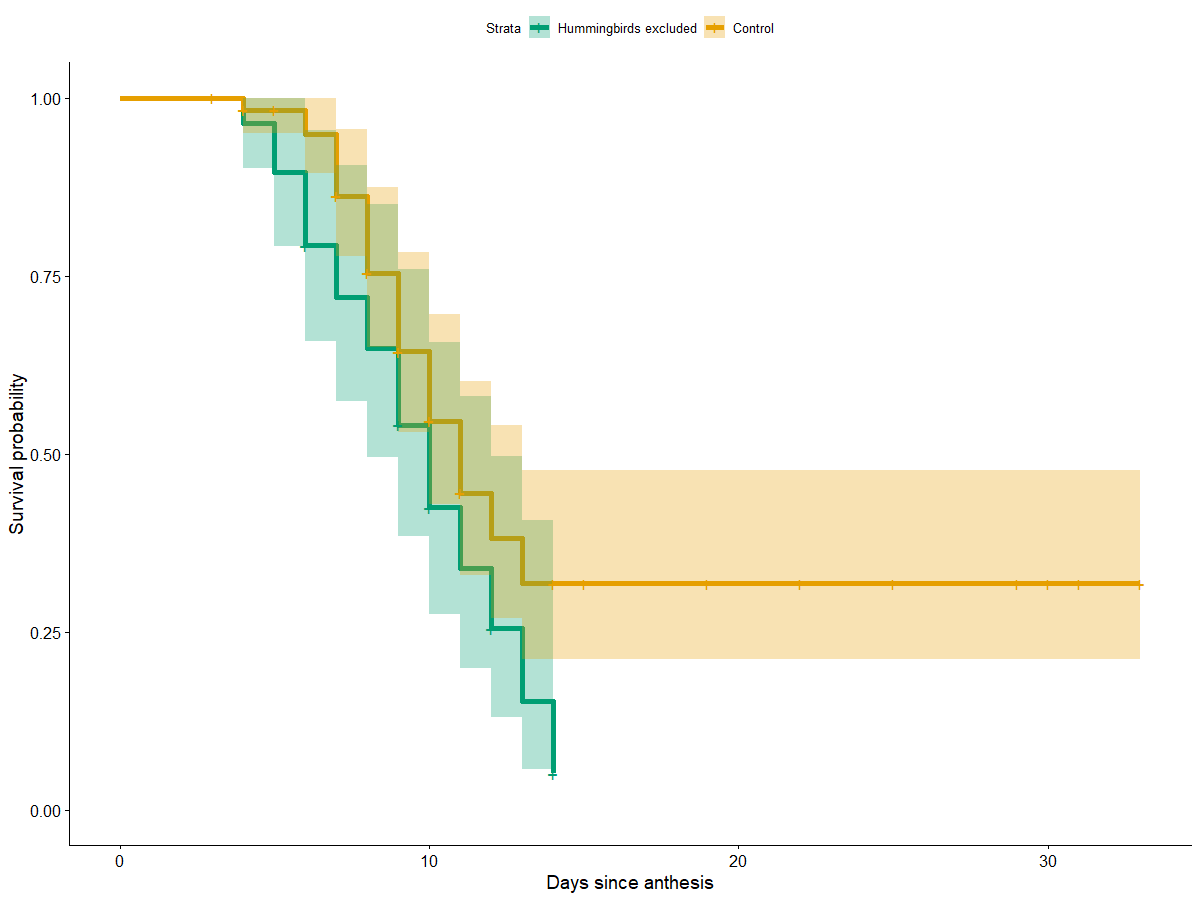 Strata Hummingbirds excluded Control
1.00
0.75
0.50
0.25
0.00
Survival probability
0 10 20 30
Days since anthesis